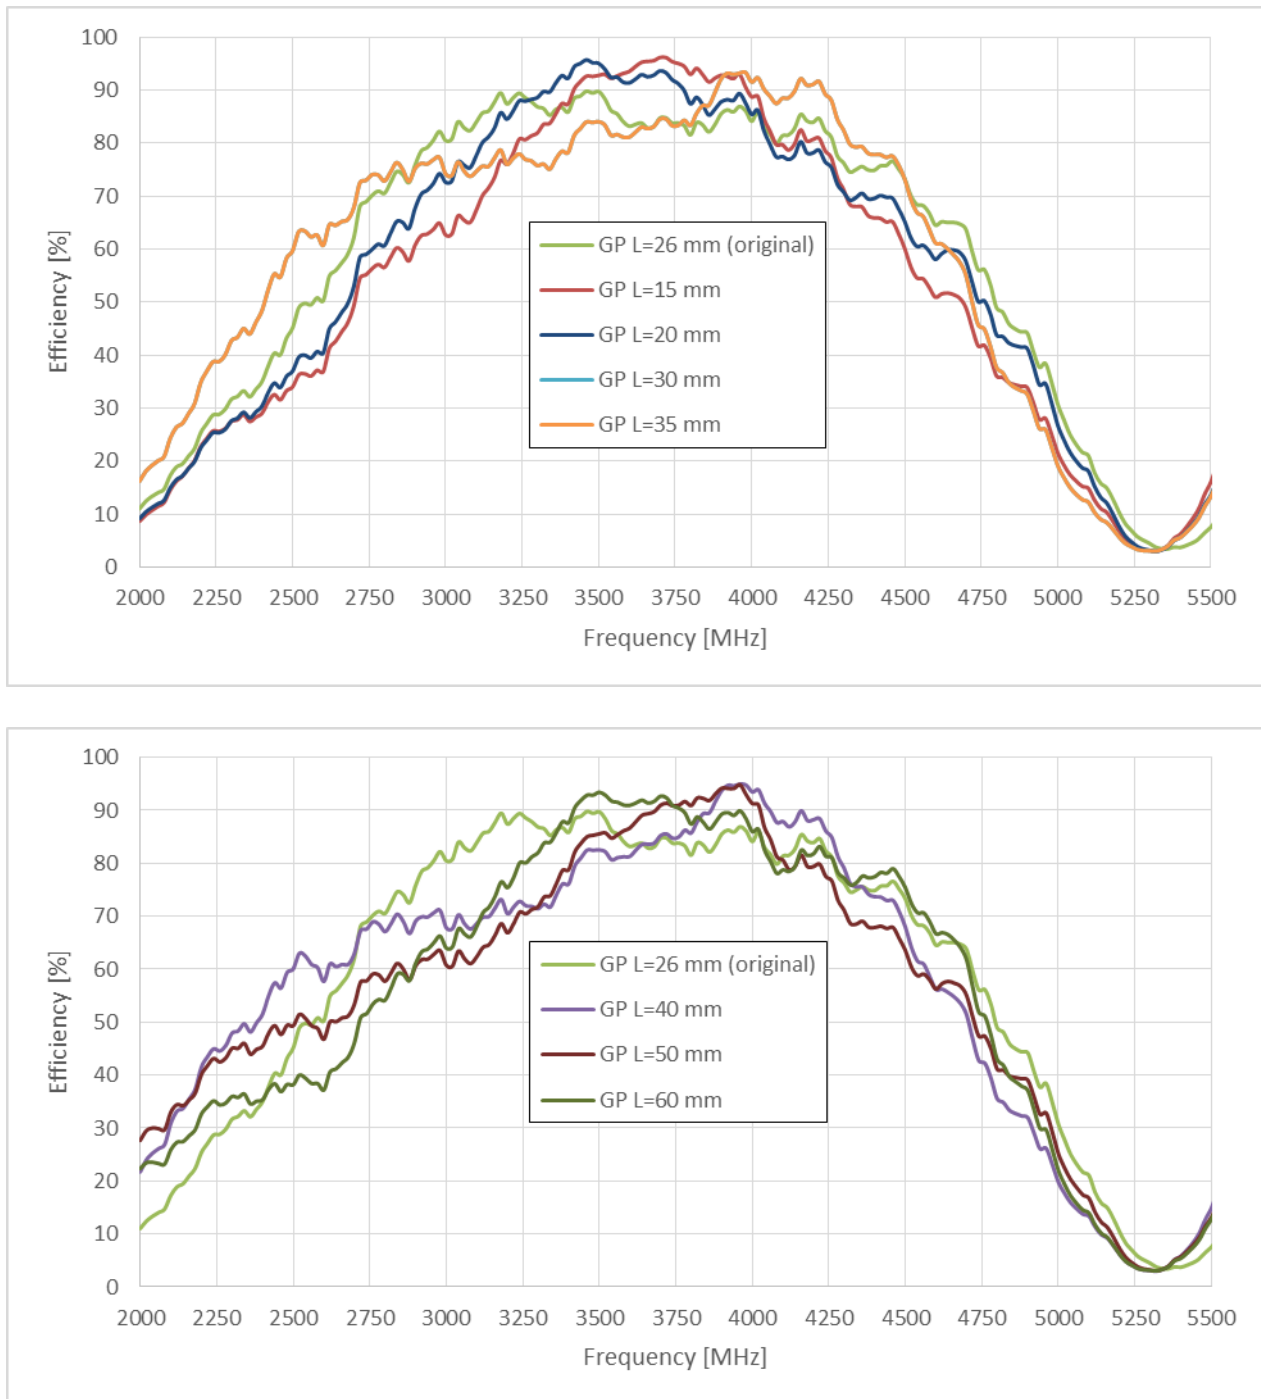 100
90
80
70
60
50
40
30
20
10
0
Efficiency [%]
GP L=26 mm (original)
GP L=15 mm
GP L=20 mm
GP L=30 mm
GP L=35 mm
2000 2250 2500 2750 3000 3250 3500 3750 4000 4250 4500 4750 5000 5250 5500
Frequency [MHz]
100
90
80
70
60
50
40
30
20
10
0
Efficiency [%]
GP L=26 mm (original)
GP L=40 mm
GP L=50 mm
GP L=60 mm
2000 2250 2500 2750 3000 3250 3500 3750 4000 4250 4500 4750 5000 5250 5500
Frequency [MHz]